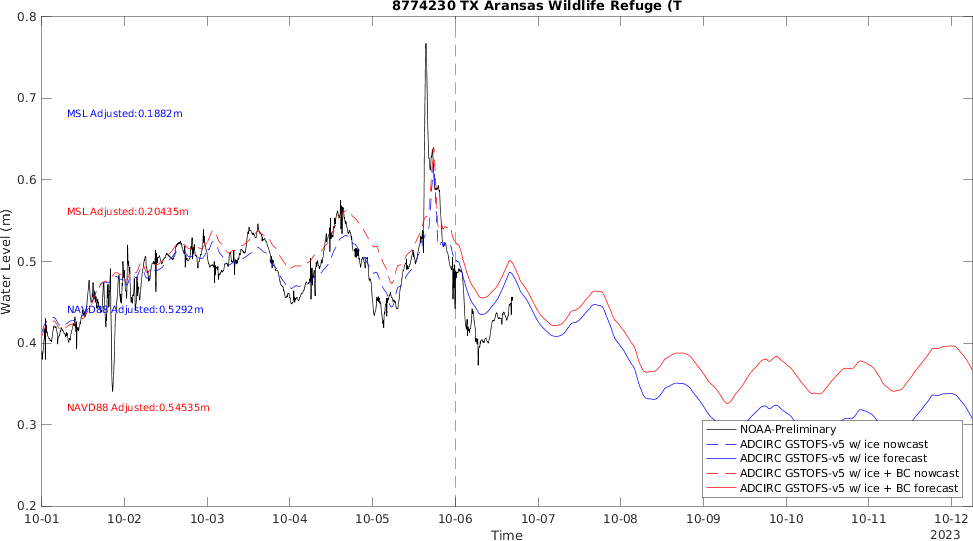 8774230 TX Aransas Wildlife Refuge (T
Water Level (m)
0.8
0.7
0.6
0.5
0.4
0.3
0.2
MSL Adjusted:0.1882m
MSL Adjusted:0.20435m
NAVD88 Adjusted:0.5292m
NAVD88 Adjusted:0.54535m
NOAA-Preliminary
ADCIRC GSTOFS-v5 w/ ice nowcast
ADCIRC GSTOFS-v5 w/ ice forecast
ADCIRC GSTOFS-v5 w/ ice + BC nowcast
ADCIRC GSTOFS-v5 w/ ice + BC forecast
10-01 10-02 10-03 10-04 10-05 10-06 10-07 10-08 10-09 10-10 10-11 10-12
Time
2023